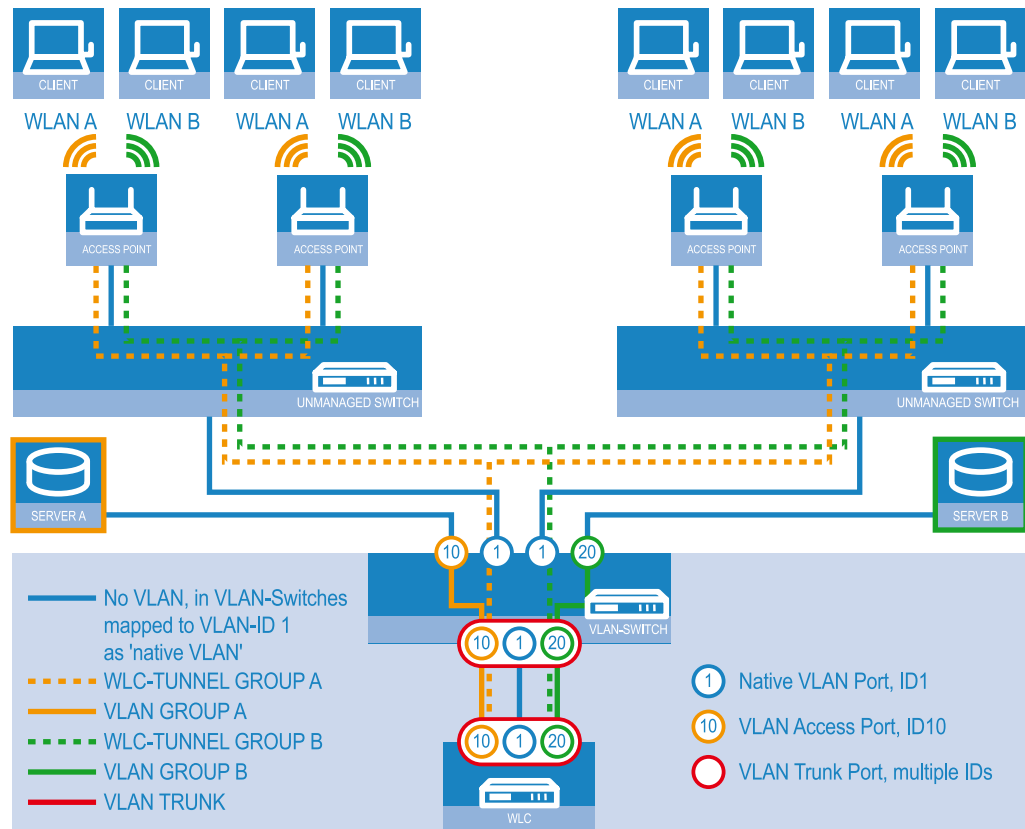 CLIENT CLIENT CLIENT CLIENT CLIENT CLIENT CLIENT CLIENT
WLAN A WLAN B WLAN A WLAN B WLAN A WLAN B WLAN A WLAN B
ACCESS POINT ACCESS POINT ACCESS POINT ACCESS POINT
UNMANAGED SWITCH UNMANAGED SWITCH
SERVER A SERVER B
10 1 1 20
VLAN-SWITCH
10 1 20
10 1 20
WLC
No VLAN, in VLAN-Switches
mapped to VLAN-ID 1
as 'native VLAN'
WLC-TUNNEL GROUP A
VLAN GROUP A
WLC-TUNNEL GROUP B
VLAN GROUP B
VLAN TRUNK
1 Native VLAN Port, ID1
10 VLAN Access Port, ID10
VLAN Trunk Port, multiple IDs